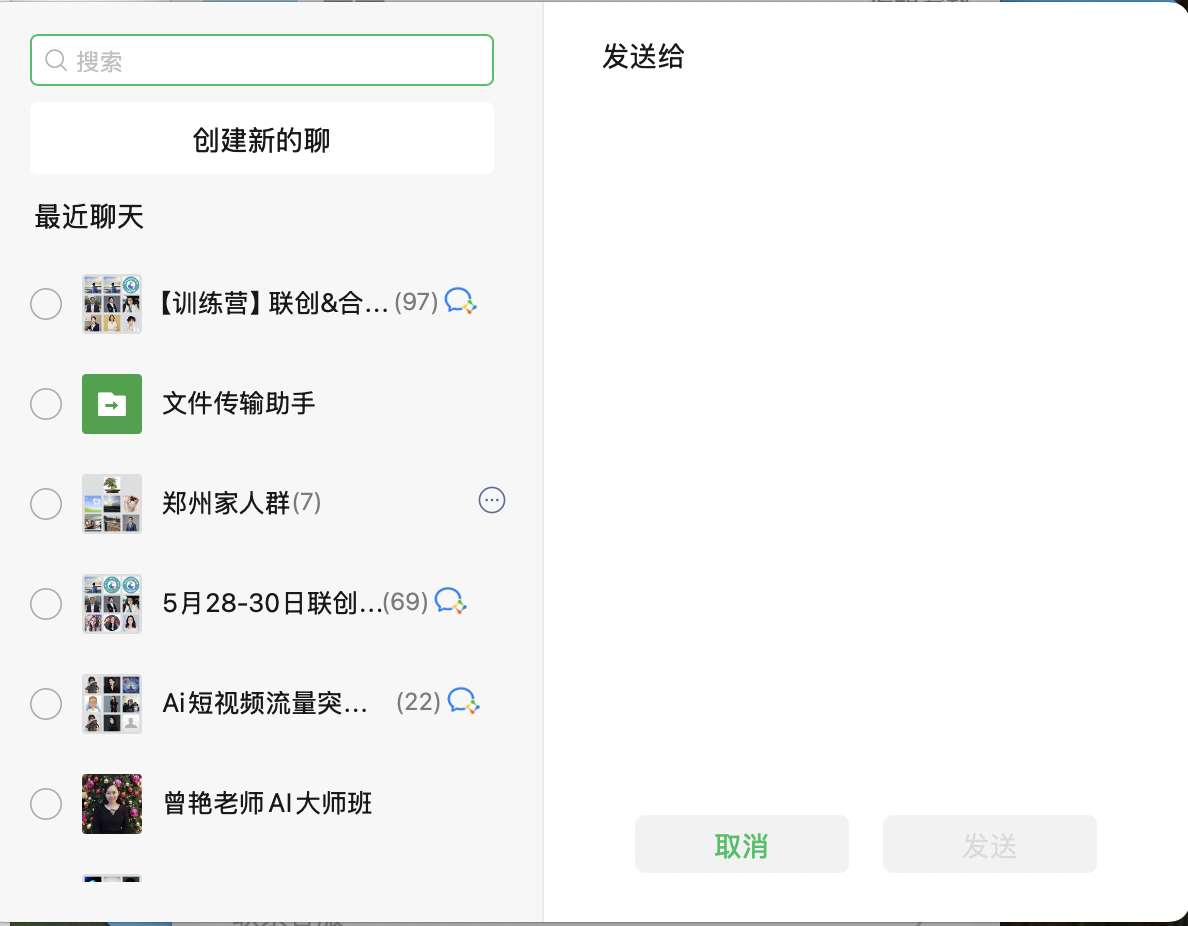 搜索
创建新的聊
最近聊天
【训练营】联创&合...(97)
文件传输助手
郑州家人群(7)
5月28-30日联创...(69)
Ai短视频流量突... (22)
曾艳老师AI大师班
发送给
取消
发送